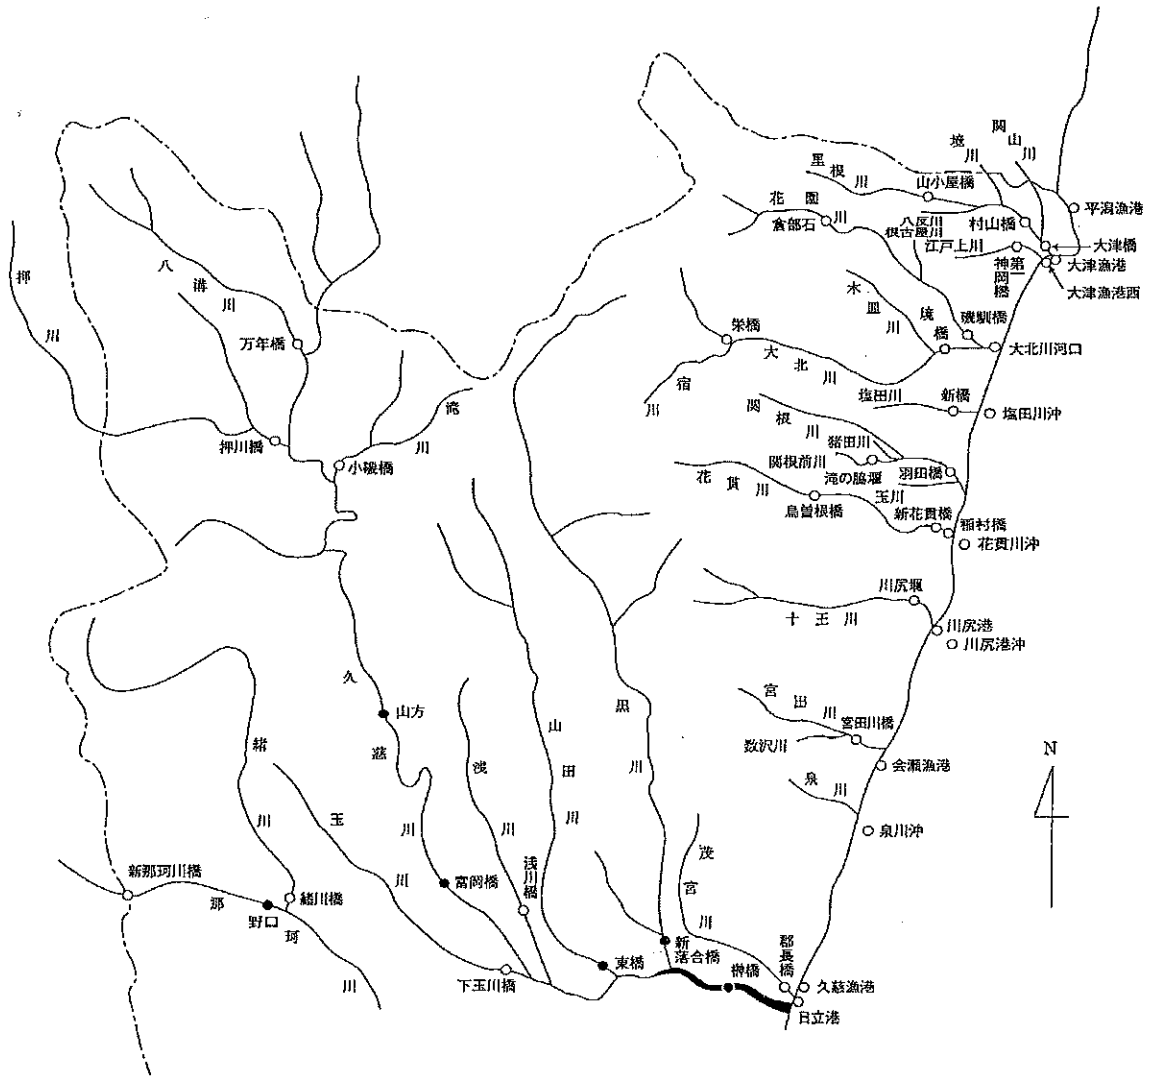 関山川
境川
里根川
山小屋橋
花園川
倉部石
八反川
根古屋川
村山橋
平潟漁港
江戸上川
大津橋
神岡第一橋
大津漁港
大津漁港西
押川
八溝川
万年橋
木皿川
境橋
磯馴橋
栄橋
大北川
大北川河口
宿川
塩田川
新橋
塩田川沖
滝川
関根川
猪田川
押川橋
小磯橋
関根前川
滝の脇堰
羽田橋
花貫川
玉川
鳥曽根橋
新花貫橋
稲村橋
花貫川沖
川尻堰
十王川
川尻港
川尻港沖
久慈川
山方
里川
宮田川
宮田川橋
数沢川
N
緒川
浅川
山田川
会瀬漁港
泉川
玉川
泉川沖
茂宮川
新那珂川橋
富岡橋
浅川橋
緒川橋
那珂川
野口
新落合橋
東橋
榊橋
郡長橋
下玉川橋
久慈漁港
日立港